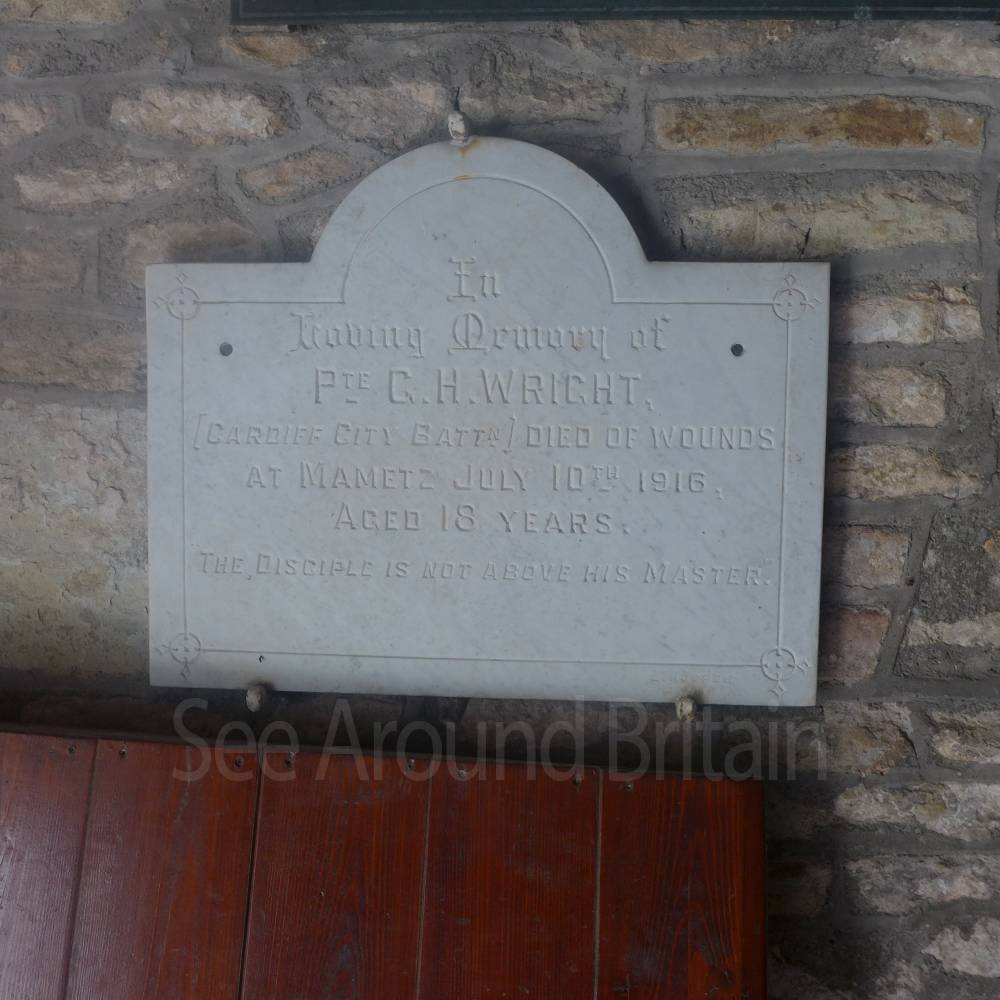 In
Loving Memory of
PTE C.H. WRIGHT,
[CARDIFF CITY BATTN] DIED OF WOUNDS
AT MAMETZ JULY 10TH 1916,
AGED 18 YEARS.
THE DISCIPLE IS NOT ABOVE HIS MASTER.
See Around Britain